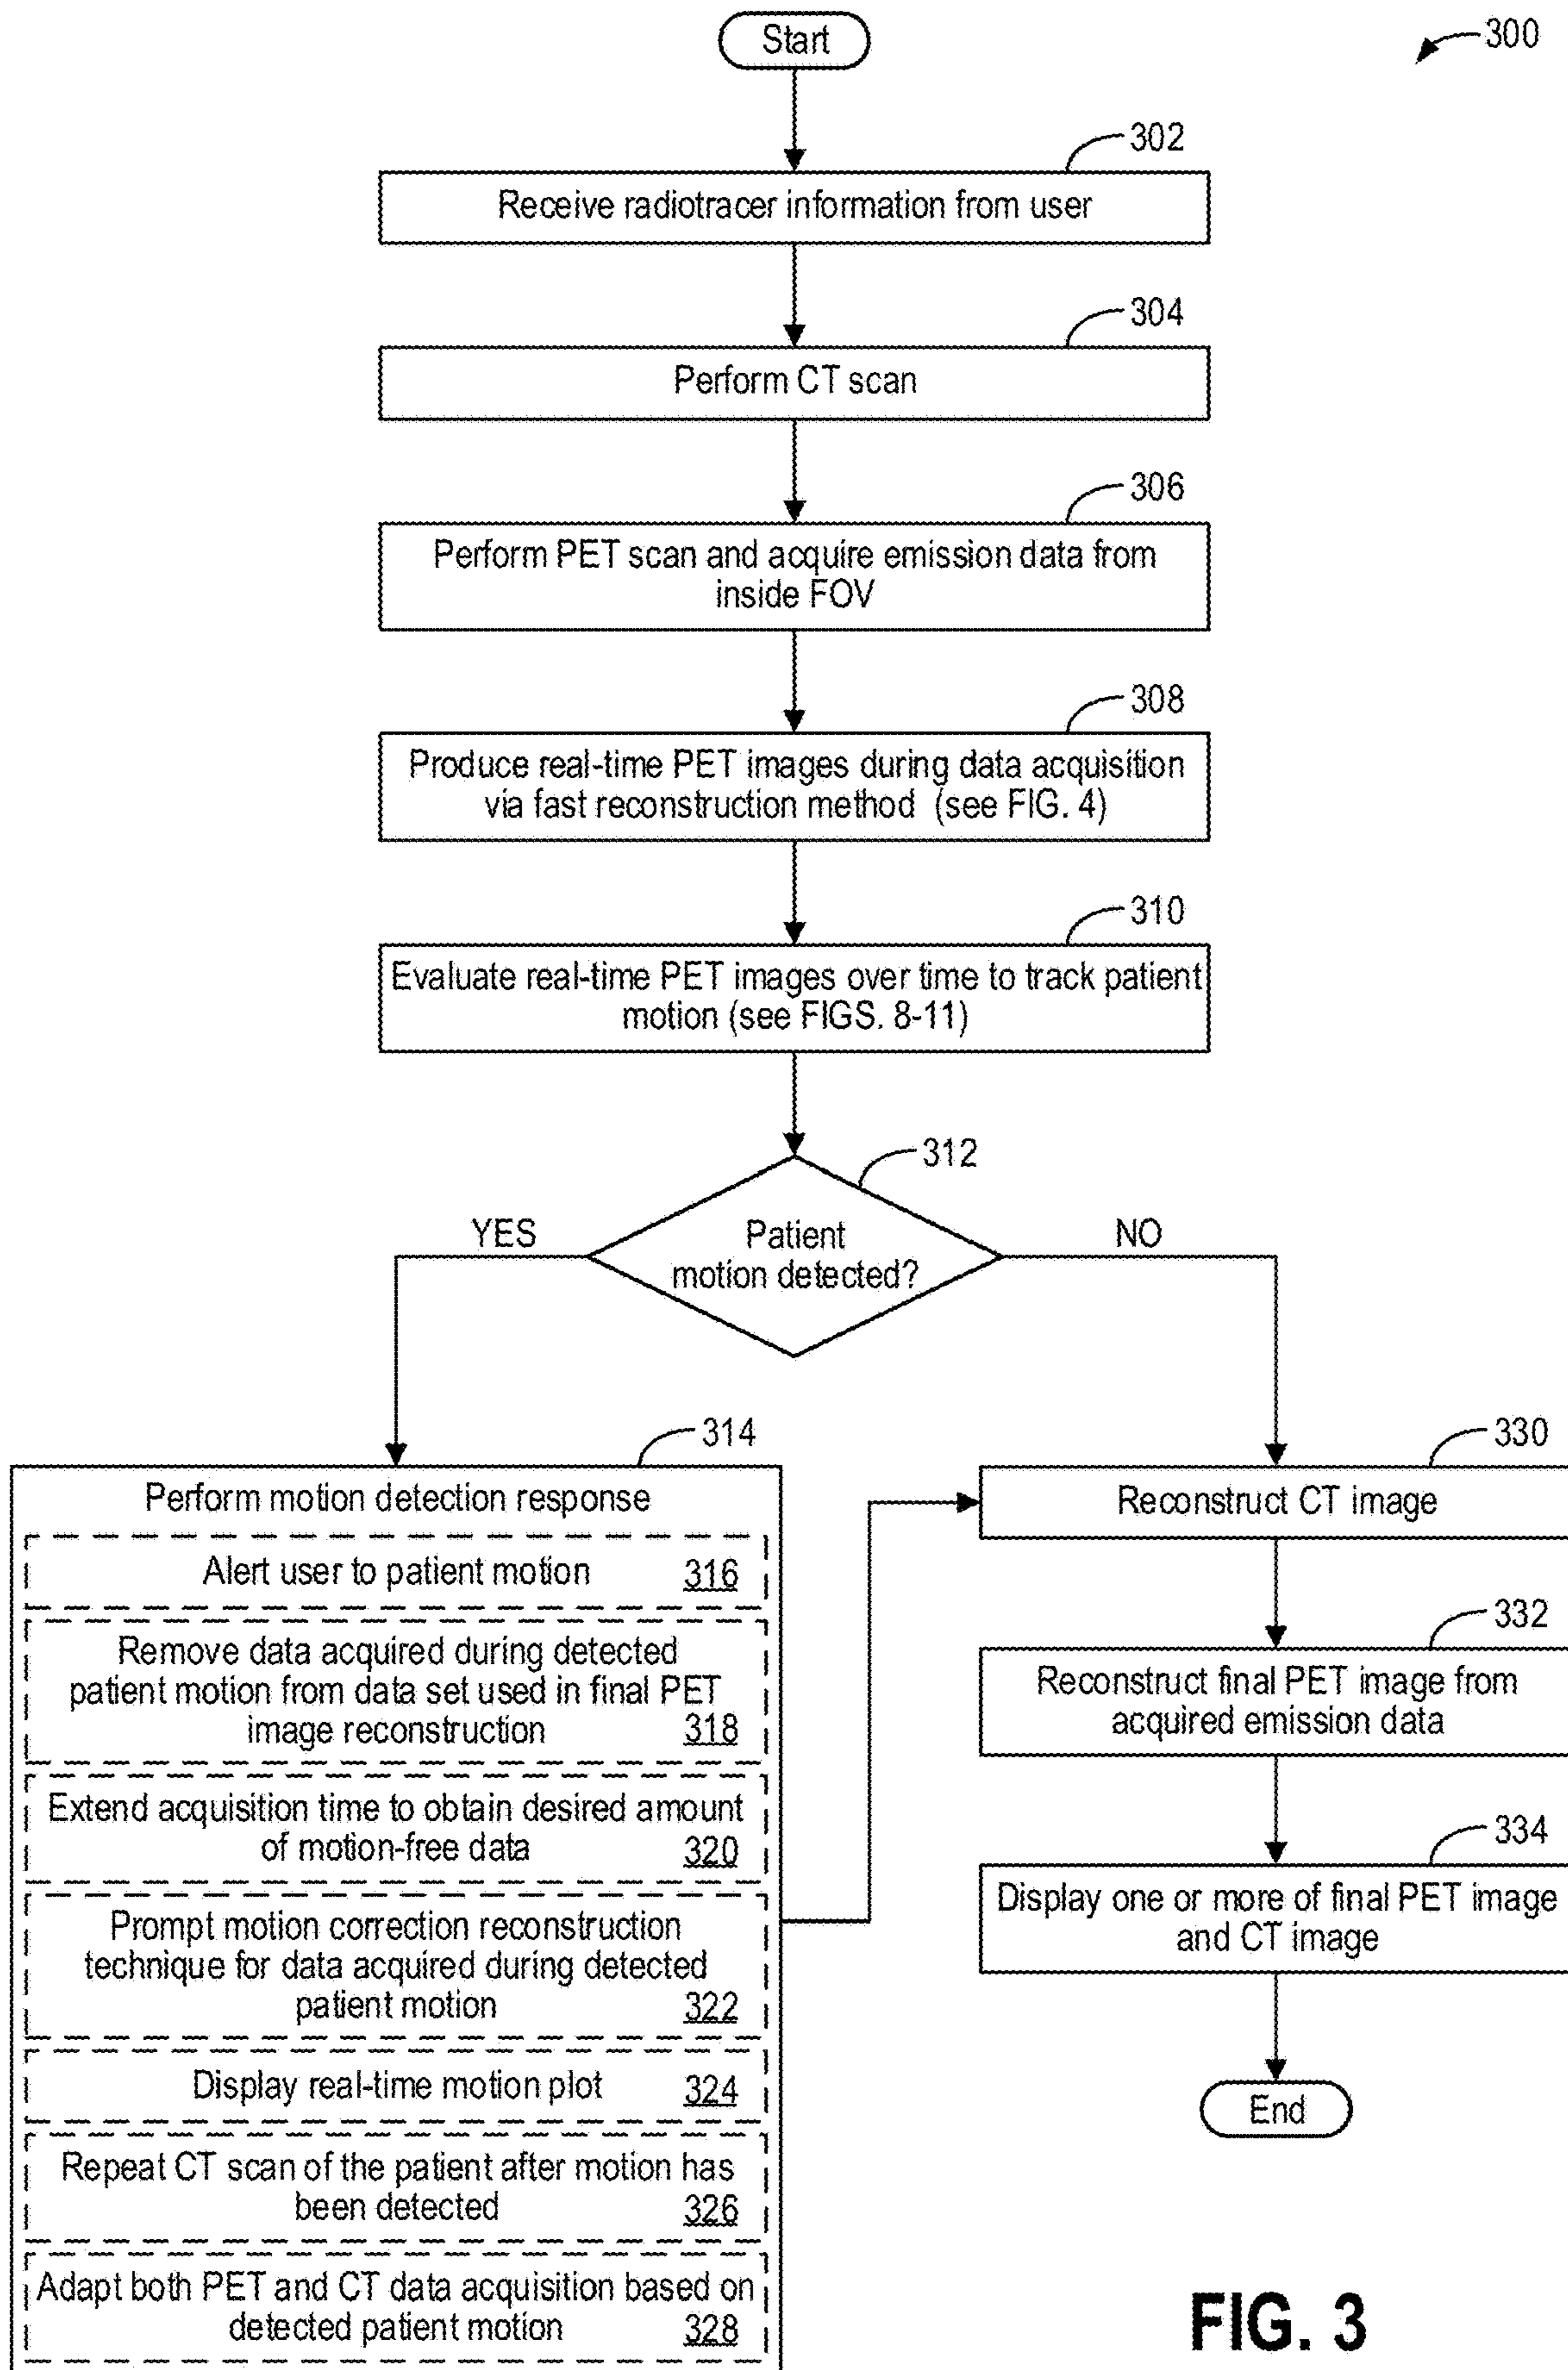 Start
300
302
Receive radiotracer information from user
304
Perform CT scan
306
Perform PET scan and acquire emission data from
inside FOV
308
Produce real-time PET images during data acquisition
via fast reconstruction method (see FIG. 4)
310
Evaluate real-time PET images over time to track patient
motion (see FIGS. 8-11)
312
Patient
motion detected?
YES
NO
314
Perform motion detection response
Alert user to patient motion 316
Remove data acquired during detected
patient motion from data set used in final PET
image reconstruction 318
Extend acquisition time to obtain desired amount
of motion-free data 320
Prompt motion correction reconstruction
technique for data acquired during detected
patient motion 322
Display real-time motion plot 324
Repeat CT scan of the patient after motion has
been detected 326
Adapt both PET and CT data acquisition based on
detected patient motion 328
330
Reconstruct CT image
332
Reconstruct final PET image from
acquired emission data
334
Display one or more of final PET image
and CT image
End
FIG. 3